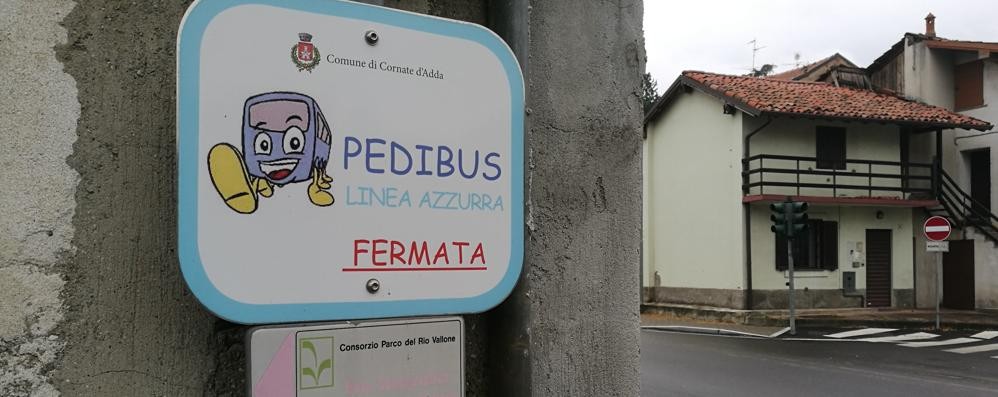 Comune di Cornate d'Adda
PEDIBUS
LINEA AZZURRA
FERMATA
Consorzio Parco del Rio Vallone